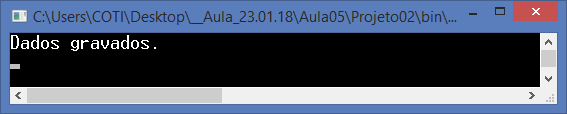 C:\Users\COTI\Desktop\__Aula_23.01.18\Aula05\Projeto02\bin\...
Dados gravados.